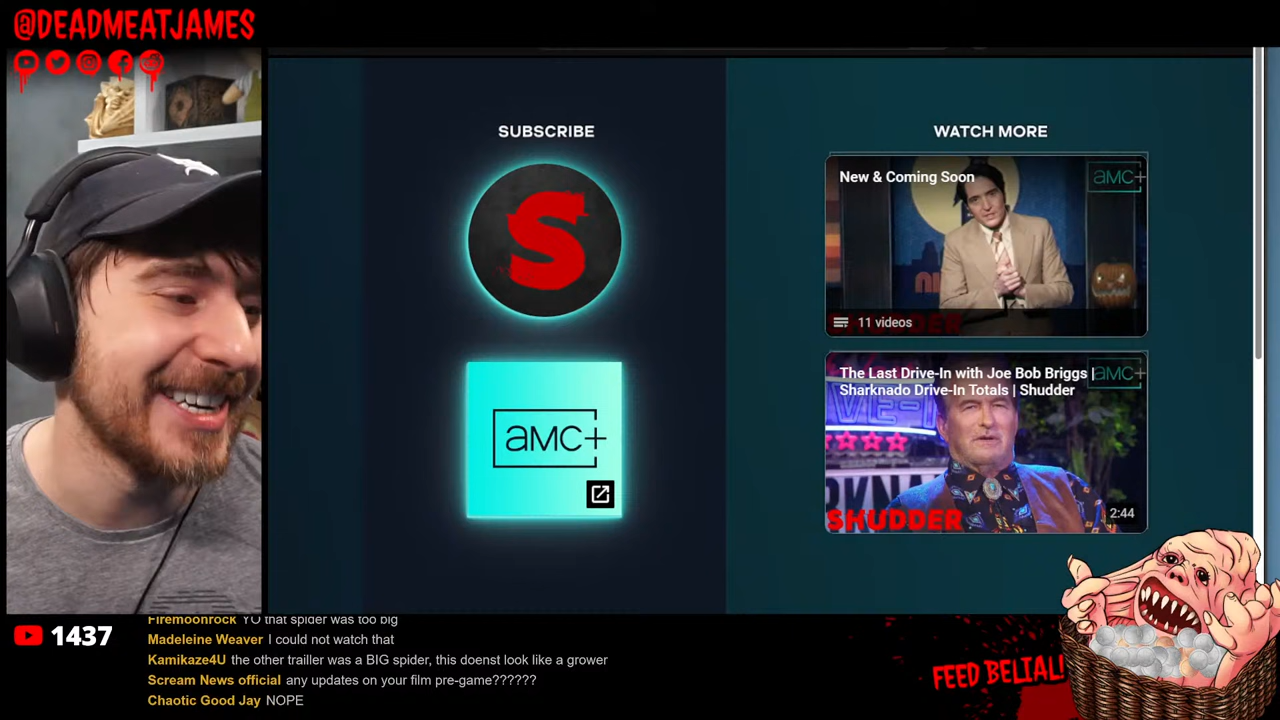 @DEADMEATJAMES
SUBSCRIBE
WATCH MORE
S
New & Coming Soon
aMC+
11 videos
SHUDDER
aMC+
The Last Drive-In with Joe Bob Briggs |
Sharknado Drive-In Totals | Shudder
aMC+
SHUDDER
2:44
1437
Firemoonrock YO that spider was too big
Madeleine Weaver I could not watch that
Kamikaze4U the other trailler was a BIG spider, this doenst look like a grower
Scream News official any updates on your film pre-game??????
Chaotic Good Jay NOPE
FEED BELIAL!